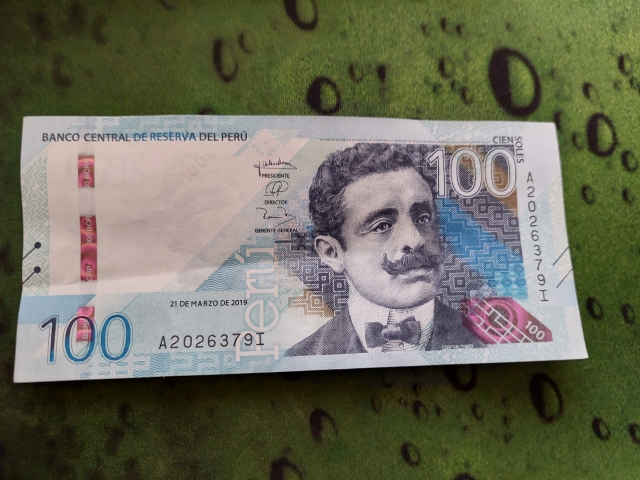 BANCO CENTRAL DE RESERVA DEL PERÚ
CIEN
SOLES
100
PRESIDENTE
DIRECTOR
GERENTE GENERAL
A2026379I
Perú
21 DE MARZO DE 2019
100
A2026379I
100